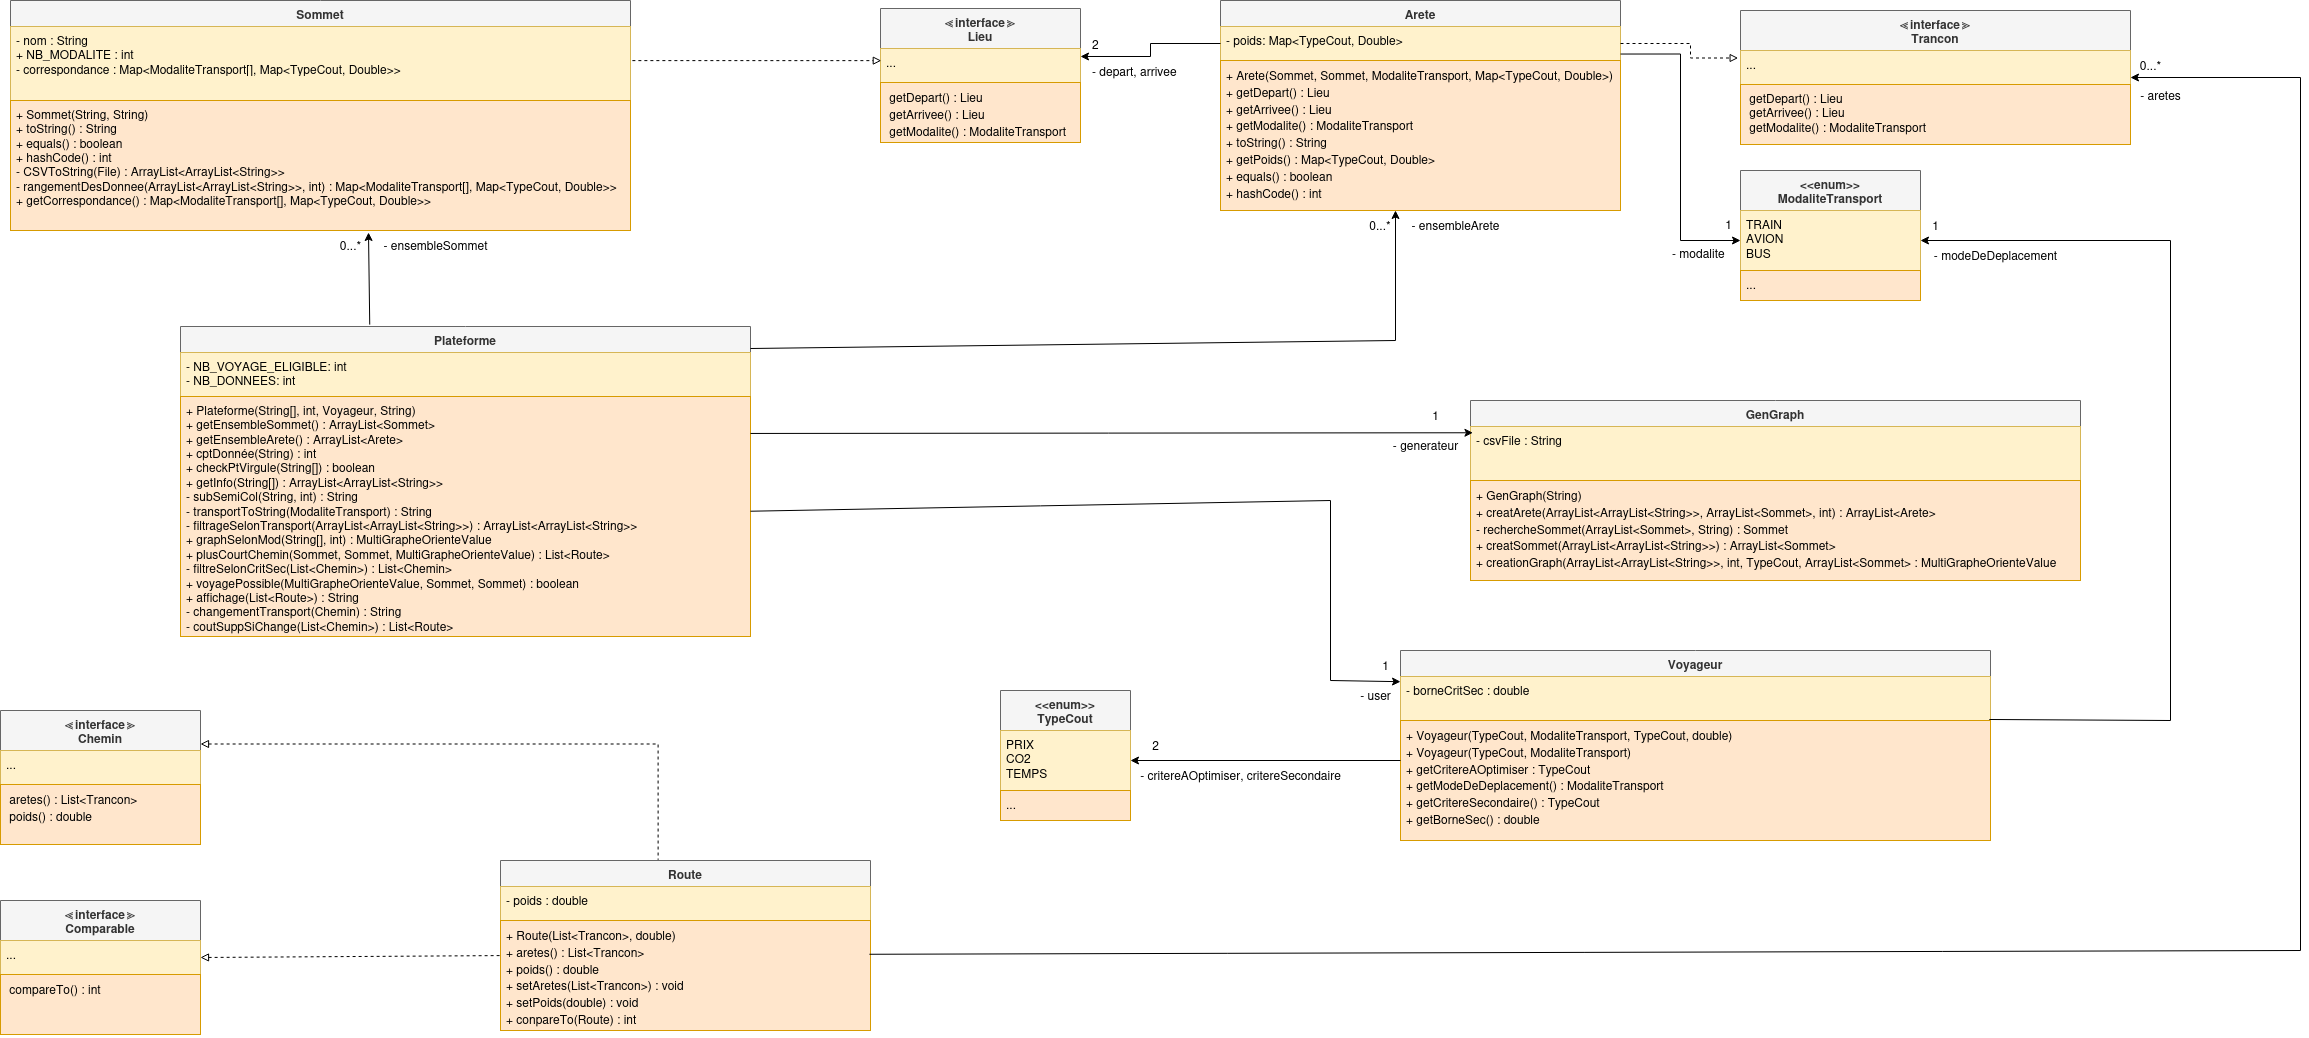 Sommet
- nom : String
+ NB_MODALITE : int
- correspondance : Map<ModaliteTransport[], Map<TypeCout, Double>>
+ Sommet(String, String)
+ toString() : String
+ equals() : boolean
+ hashCode() : int
- CSVToString(File) : ArrayList<ArrayList<String>>
- rangementDesDonnee(ArrayList<ArrayList<String>>, int) : Map<ModaliteTransport[], Map<TypeCout, Double>>
+ getCorrespondance() : Map<ModaliteTransport[], Map<TypeCout, Double>>
≪interface≫
Lieu
...
getDepart() : Lieu
getArrivee() : Lieu
getModalite() : ModaliteTransport
2
- depart, arrivee
Arete
- poids: Map<TypeCout, Double>
+ Arete(Sommet, Sommet, ModaliteTransport, Map<TypeCout, Double>)
+ getDepart() : Lieu
+ getArrivee() : Lieu
+ getModalite() : ModaliteTransport
+ toString() : String
+ getPoids() : Map<TypeCout, Double>
+ equals() : boolean
+ hashCode() : int
≪interface≫
Trancon
...
getDepart() : Lieu
getArrivee() : Lieu
getModalite() : ModaliteTransport
0...*
- aretes
<<enum>>
ModaliteTransport
TRAIN
AVION
BUS
...
1
- modalite
1
- modeDeDeplacement
0...*
- ensembleSommet
0...*
- ensembleArete
Plateforme
- NB_VOYAGE_ELIGIBLE: int
- NB_DONNEES: int
+ Plateforme(String[], int, Voyageur, String)
+ getEnsembleSommet() : ArrayList<Sommet>
+ getEnsembleArete() : ArrayList<Arete>
+ cptDonnée(String) : int
+ checkPtVirgule(String[]) : boolean
+ getInfo(String[]) : ArrayList<ArrayList<String>>
- subSemiCol(String, int) : String
- transportToString(ModaliteTransport) : String
- filtrageSelonTransport(ArrayList<ArrayList<String>>) : ArrayList<ArrayList<String>>
+ graphSelonMod(String[], int) : MultiGrapheOrienteValue
+ plusCourtChemin(Sommet, Sommet, MultiGrapheOrienteValue) : List<Route>
- filtreSelonCritSec(List<Chemin>) : List<Chemin>
+ voyagePossible(MultiGrapheOrienteValue, Sommet, Sommet) : boolean
+ affichage(List<Route>) : String
- changementTransport(Chemin) : String
- coutSuppSiChange(List<Chemin>) : List<Route>
1
- generateur
GenGraph
- csvFile : String
+ GenGraph(String)
+ creatArete(ArrayList<ArrayList<String>>, ArrayList<Sommet>, int) : ArrayList<Arete>
- rechercheSommet(ArrayList<Sommet>, String) : Sommet
+ creatSommet(ArrayList<ArrayList<String>>) : ArrayList<Sommet>
+ creationGraph(ArrayList<ArrayList<String>>, int, TypeCout, ArrayList<Sommet> : MultiGrapheOrienteValue
1
- user
Voyageur
- borneCritSec : double
+ Voyageur(TypeCout, ModaliteTransport, TypeCout, double)
+ Voyageur(TypeCout, ModaliteTransport)
+ getCritereAOptimiser : TypeCout
+ getModeDeDeplacement() : ModaliteTransport
+ getCritereSecondaire() : TypeCout
+ getBorneSec() : double
<<enum>>
TypeCout
PRIX
CO2
TEMPS
...
2
- critereAOptimiser, critereSecondaire
≪interface≫
Chemin
...
aretes() : List<Trancon>
poids() : double
≪interface≫
Comparable
...
compareTo() : int
Route
- poids : double
+ Route(List<Trancon>, double)
+ aretes() : List<Trancon>
+ poids() : double
+ setAretes(List<Trancon>) : void
+ setPoids(double) : void
+ conpareTo(Route) : int